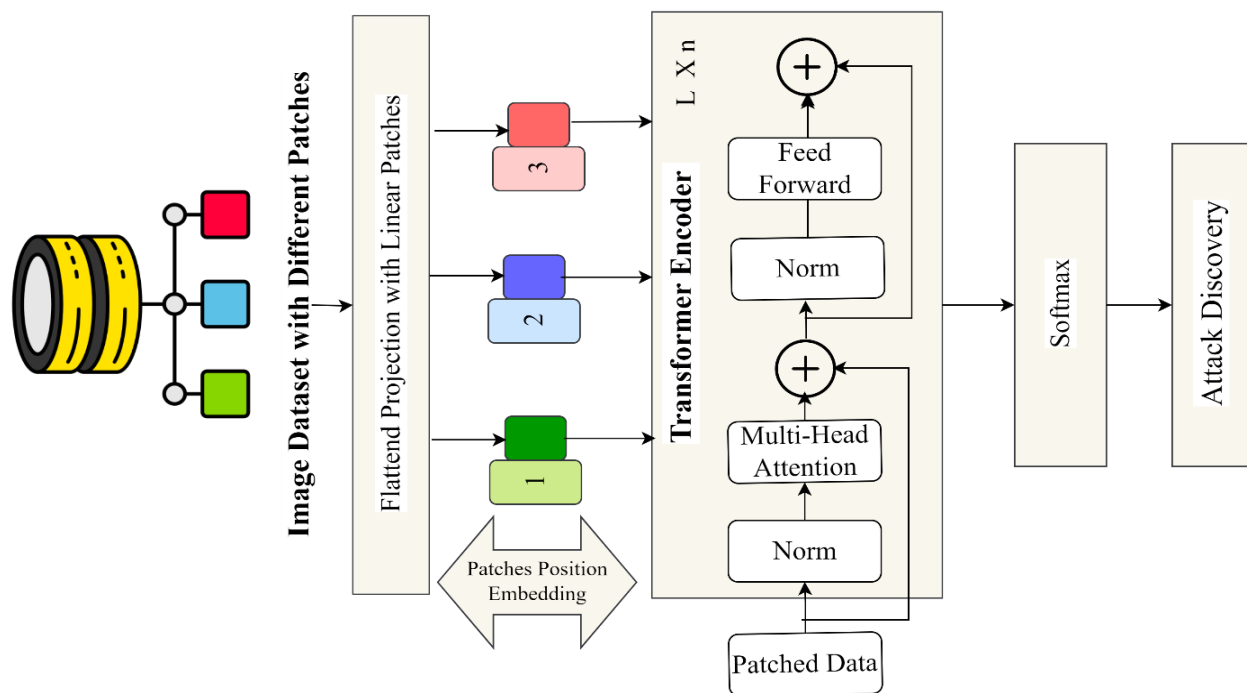 Image Dataset with Different Patches
Flattend Projection with Linear Patches
3
2
1
Patches Position
Embedding
Transformer Encoder
L X n
Feed
Forward
Norm
Multi-Head
Attention
Norm
Patched Data
Softmax
Attack Discovery